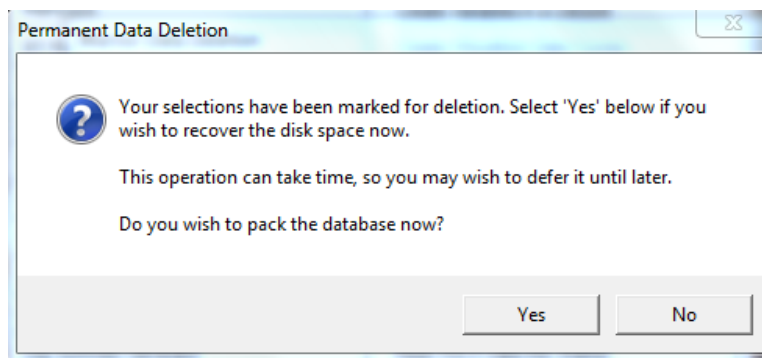 Permanent Data Deletion
Your selections have been marked for deletion. Select 'Yes' below if you
wish to recover the disk space now.
This operation can take time, so you may wish to defer it until later.
Do you wish to pack the database now?
Yes No